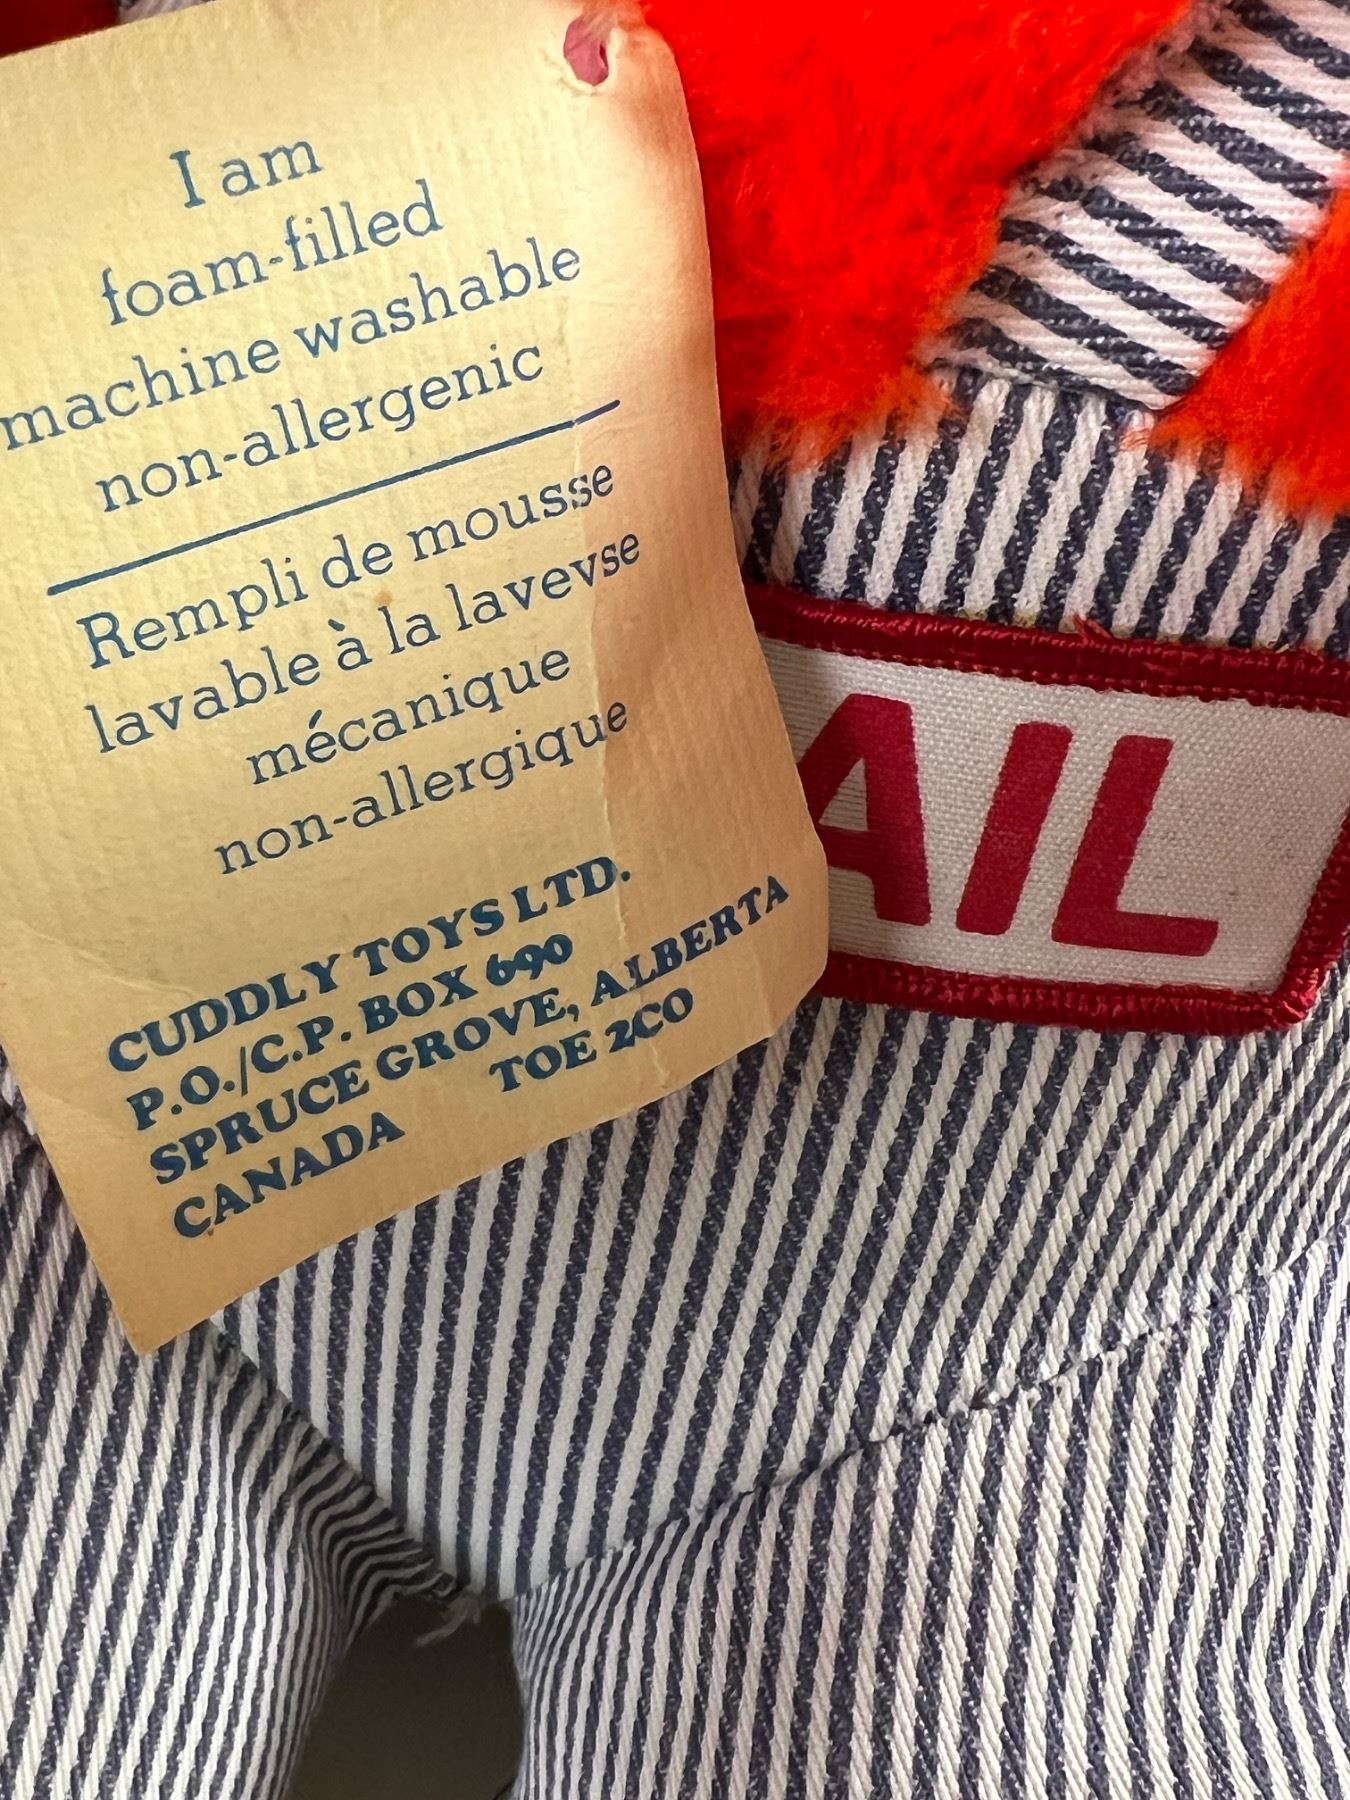 I am
foam-filled
machine washable
non-allergenic
Rempli de mousse
lavable à la lavevse
mécanique
non-allergique
CUDDLY TOYS LTD.
P.O./C.P. BOX 690
SPRUCE GROVE, ALBERTA
CANADA TOE 2CO
AIL